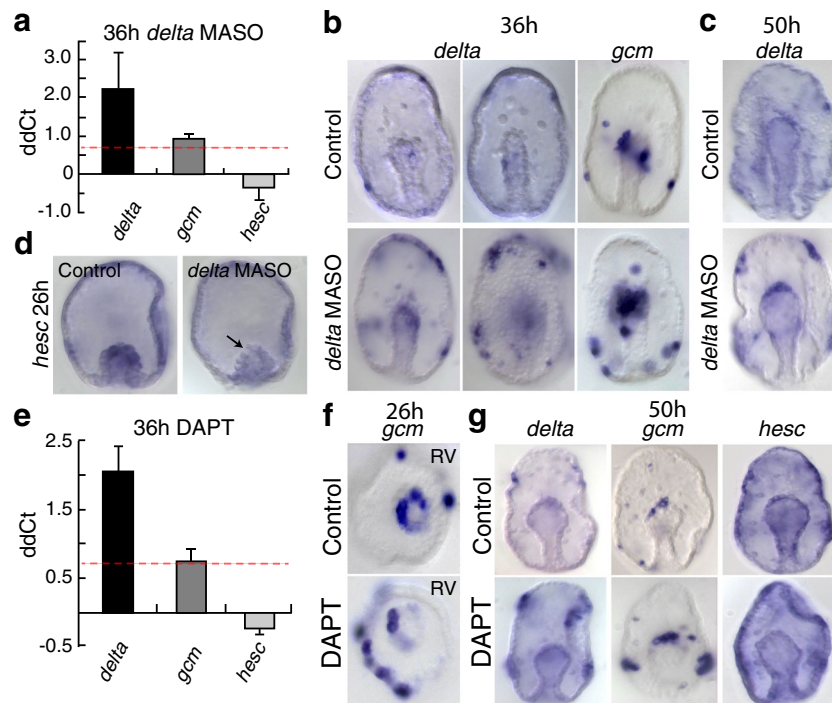 a
36h delta MASO
ddCt
3.0
2.0
1.0
0
-1.0
delta
gcm
hesc
b
36h
delta
gcm
Control
delta MASO
c
50h
delta
Control
delta MASO
d
hesc 26h
Control
delta MASO
e
36h DAPT
ddCt
2.5
1.5
0.5
-0.5
delta
gcm
hesc
f
26h
gcm
Control
RV
DAPT
RV
g
50h
delta
gcm
hesc
Control
DAPT